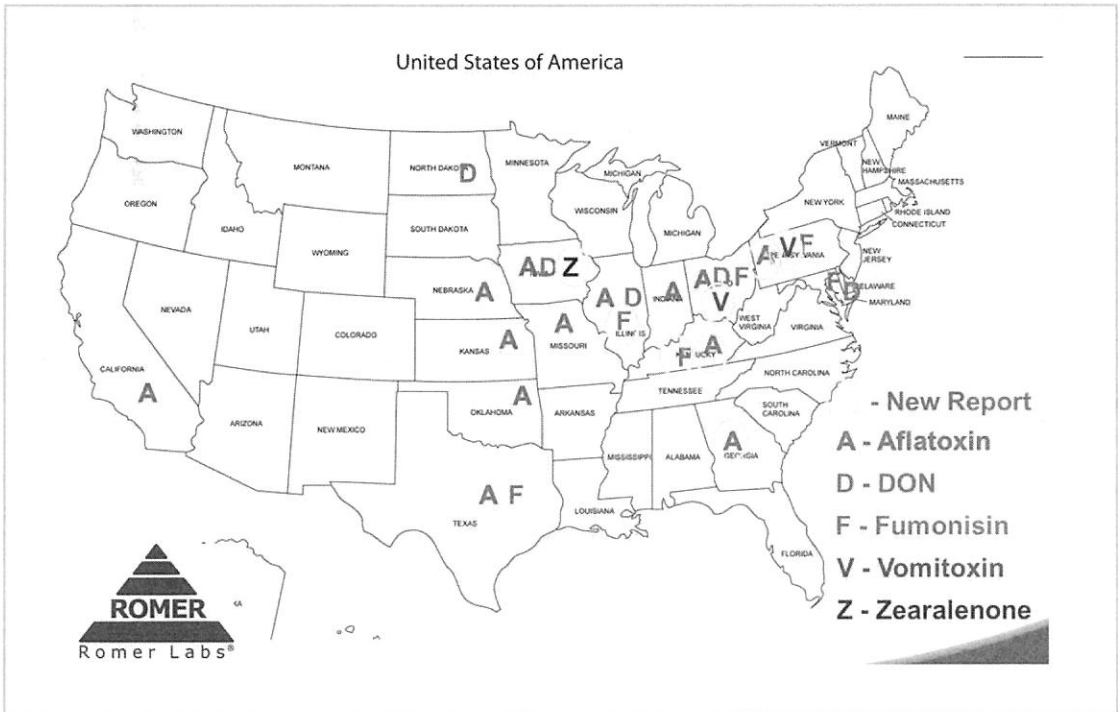 United States of America
WASHINGTON
MAINE
MONTANA
NORTH DAKO D
MINNESOTA
VERMONT
NEW
HAMPSHIRE
MICHIGAN
MASSACHUSETTS
OREGON
IDAHO
SOUTH DAKOTA
WISCONSIN
NEW YORK
RHODE ISLAND
CONNECTICUT
MICHIGAN
WYOMING
A V F
NEW
JERSEY
A D Z
A D F
V
NEBRASKA A
A D
F
ILLINOIS
INDIANA A
F D
DELAWARE
MARYLAND
NEVADA
UTAH
COLORADO
KANSAS A
A
MISSOURI
WEST
VIRGINIA
VIRGINIA
F A
CALIFORNIA
A
NORTH CAROLINA
TENNESSEE
OKLAHOMA A
ARKANSAS
SOUTH
CAROLINA
ARIZONA
NEW MEXICO
MISSISSIPPI
ALABAMA
A
GEORGIA
A F
TEXAS
LOUISIANA
FLORIDA
- New Report
A - Aflatoxin
D - DON
F - Fumonisin
V - Vomitoxin
Z - Zearalenone
ROMER
Romer Labs®